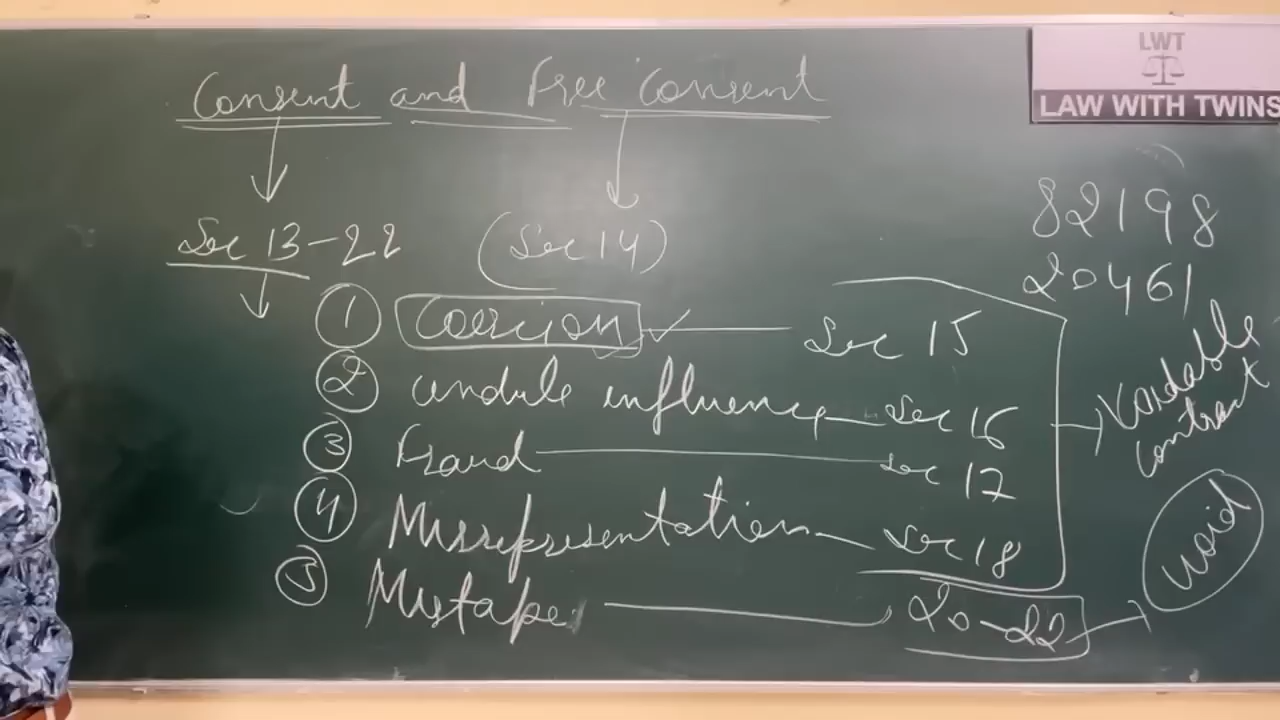 Consent and Free Consent
LWT
LAW WITH TWINS
Sec 13-22
(Sec 14)
82198
20461
1 Coercion Sec 15
2 undule influence Sec 16
3 Fraud Sec 17
4 Misrepresentation Sec 18
5 Mistake 20-22
Voidable
contract
void